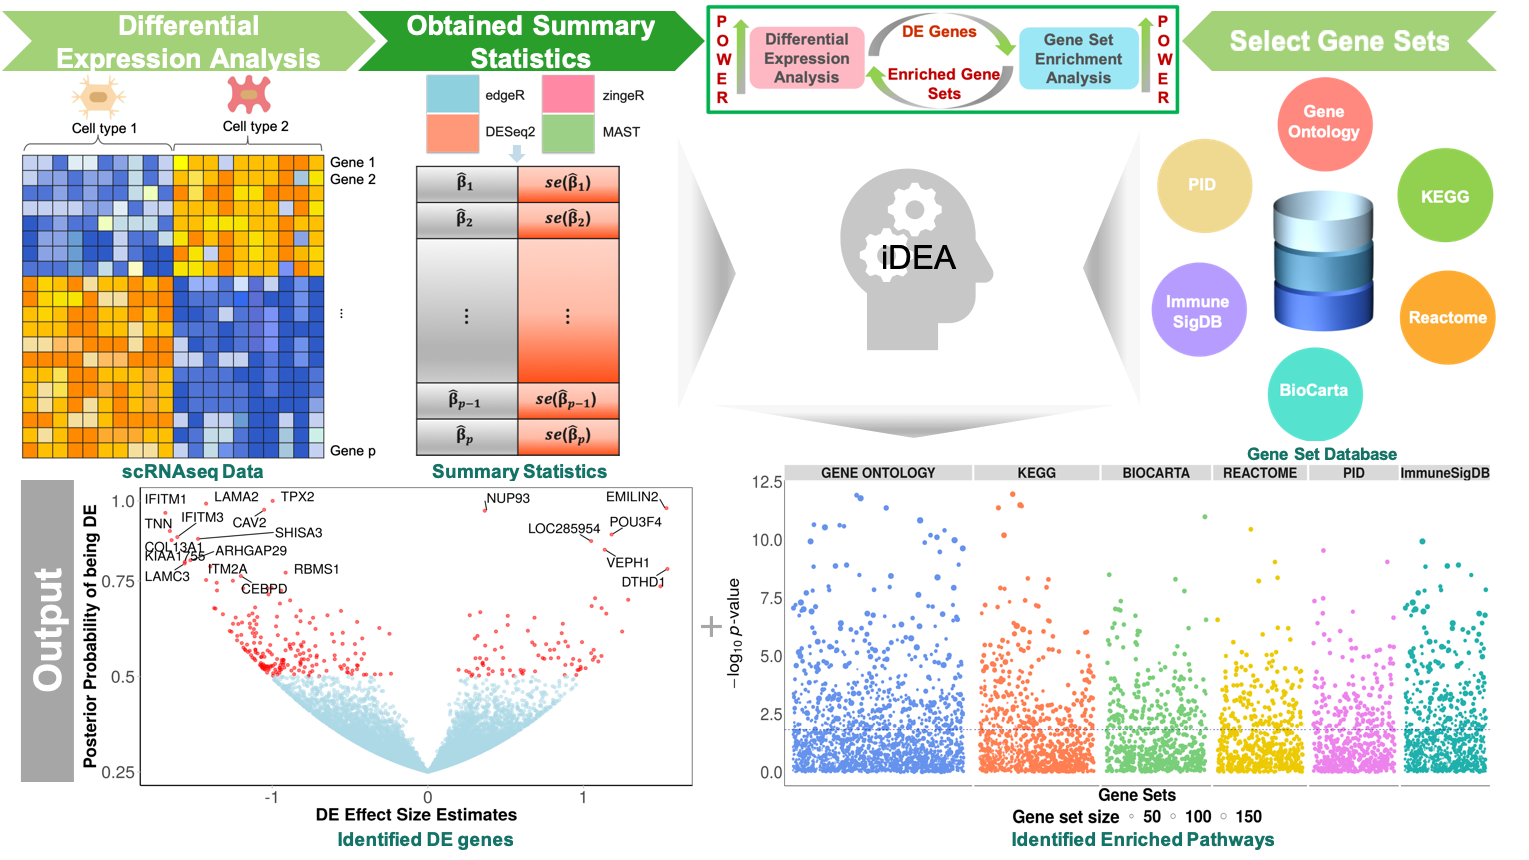 Differential
Expression Analysis
Obtained Summary
Statistics
P
O
W
E
R
Differential
Expression
Analysis
DE Genes
Enriched Gene
Sets
Gene Set
Enrichment
Analysis
P
O
W
E
R
Select Gene Sets
Cell type 1
Cell type 2
Gene 1
Gene 2
⋮
Gene p
scRNAseq Data
edgeR
zingeR
DESeq2
MAST
β̂₁ se(β̂₁)
β̂₂ se(β̂₂)
⋮ ⋮
β̂ₚ₋₁ se(β̂ₚ₋₁)
β̂ₚ se(β̂ₚ)
Summary Statistics
iDEA
Gene
Ontology
PID
KEGG
Immune
SigDB
Reactome
BioCarta
Gene Set Database
Output
Posterior Probability of being DE
1.0
0.75
0.5
0.25
IFITM1
LAMA2
TPX2
TNN
IFITM3
CAV2
SHISA3
COL13A1
KIAA1755
ARHGAP29
LAMC3
ITM2A
RBMS1
CEBPD
NUP93
EMILIN2
LOC285954
POU3F4
VEPH1
DTHD1
-1
0
1
DE Effect Size Estimates
Identified DE genes
+
−log₁₀ p-value
12.5
10.0
7.5
5.0
2.5
0.0
GENE ONTOLOGY
KEGG
BIOCARTA
REACTOME
PID
ImmuneSigDB
Gene Sets
Gene set size 50 100 150
Identified Enriched Pathways